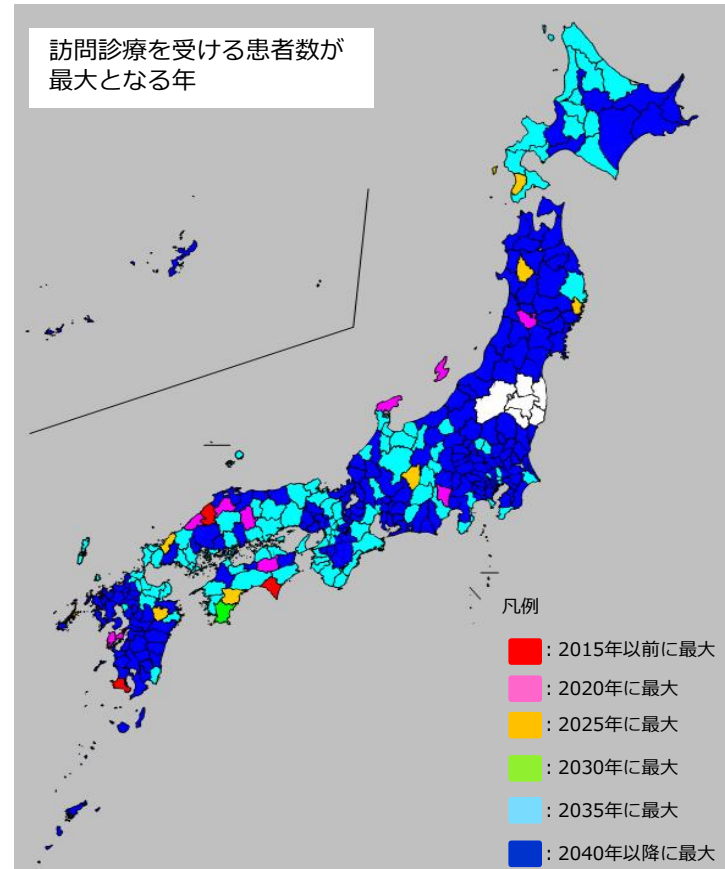 訪問診療を受ける患者数が
最大となる年
凡例
：2015年以前に最大
：2020年に最大
：2025年に最大
：2030年に最大
：2035年に最大
：2040年以降に最大